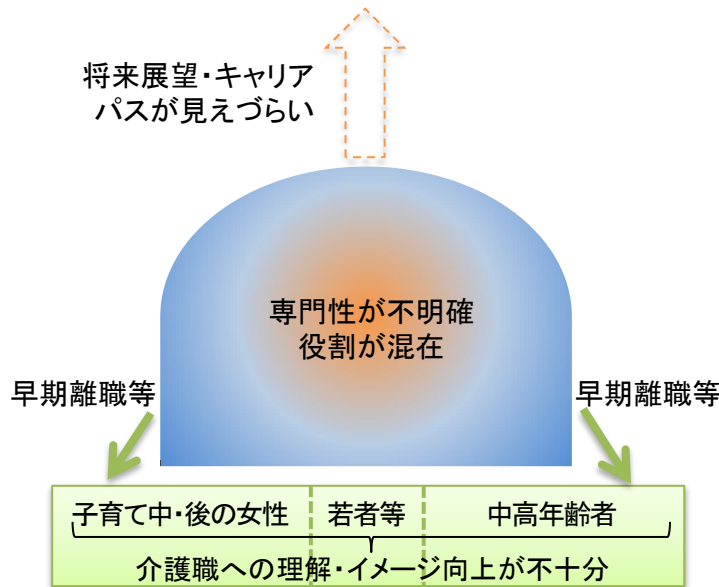 将来展望・キャリア
パスが見えづらい
専門性が不明確
役割が混在
早期離職等
早期離職等
子育て中・後の女性
若者等
中高年齢者
介護職への理解・イメージ向上が不十分